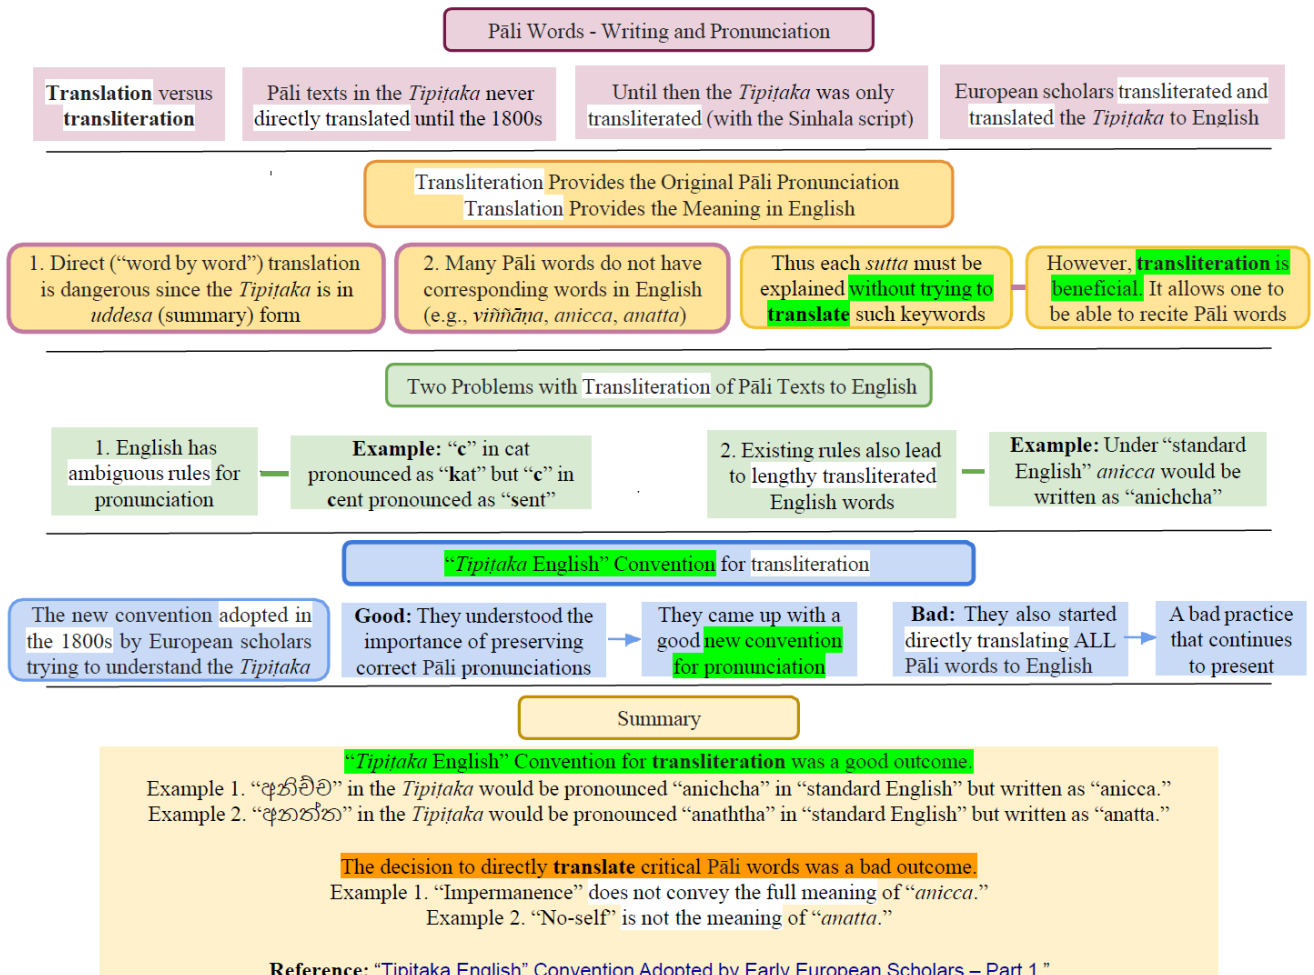 Pāli Words - Writing and Pronunciation
Translation versus
transliteration
Pāli texts in the Tipiṭaka never
directly translated until the 1800s
Until then the Tipiṭaka was only
transliterated (with the Sinhala script)
European scholars transliterated and
translated the Tipiṭaka to English
Transliteration Provides the Original Pāli Pronunciation
Translation Provides the Meaning in English
1. Direct (“word by word”) translation
is dangerous since the Tipiṭaka is in
uddesa (summary) form
2. Many Pāli words do not have
corresponding words in English
(e.g., viññāṇa, anicca, anatta)
Thus each sutta must be
explained without trying to
translate such keywords
However, transliteration is
beneficial. It allows one to
be able to recite Pāli words
Two Problems with Transliteration of Pāli Texts to English
1. English has
ambiguous rules for
pronunciation
Example: “c” in cat
pronounced as “kat” but “c” in
cent pronounced as “sent”
2. Existing rules also lead
to lengthy transliterated
English words
Example: Under “standard
English” anicca would be
written as “anichcha”
“Tipiṭaka English” Convention for transliteration
The new convention adopted in
the 1800s by European scholars
trying to understand the Tipiṭaka
Good: They understood the
importance of preserving
correct Pāli pronunciations
They came up with a
good new convention
for pronunciation
Bad: They also started
directly translating ALL
Pāli words to English
A bad practice
that continues
to present
Summary
“Tipiṭaka English” Convention for transliteration was a good outcome.
Example 1. “අනිච්ච” in the Tipiṭaka would be pronounced “anichcha” in “standard English” but written as “anicca.”
Example 2. “අනත්ත” in the Tipiṭaka would be pronounced “anaththa” in “standard English” but written as “anatta.”
The decision to directly translate critical Pāli words was a bad outcome.
Example 1. “Impermanence” does not convey the full meaning of “anicca.”
Example 2. “No-self” is not the meaning of “anatta.”
Reference: “Tipitaka English” Convention Adopted by Early European Scholars – Part 1.”